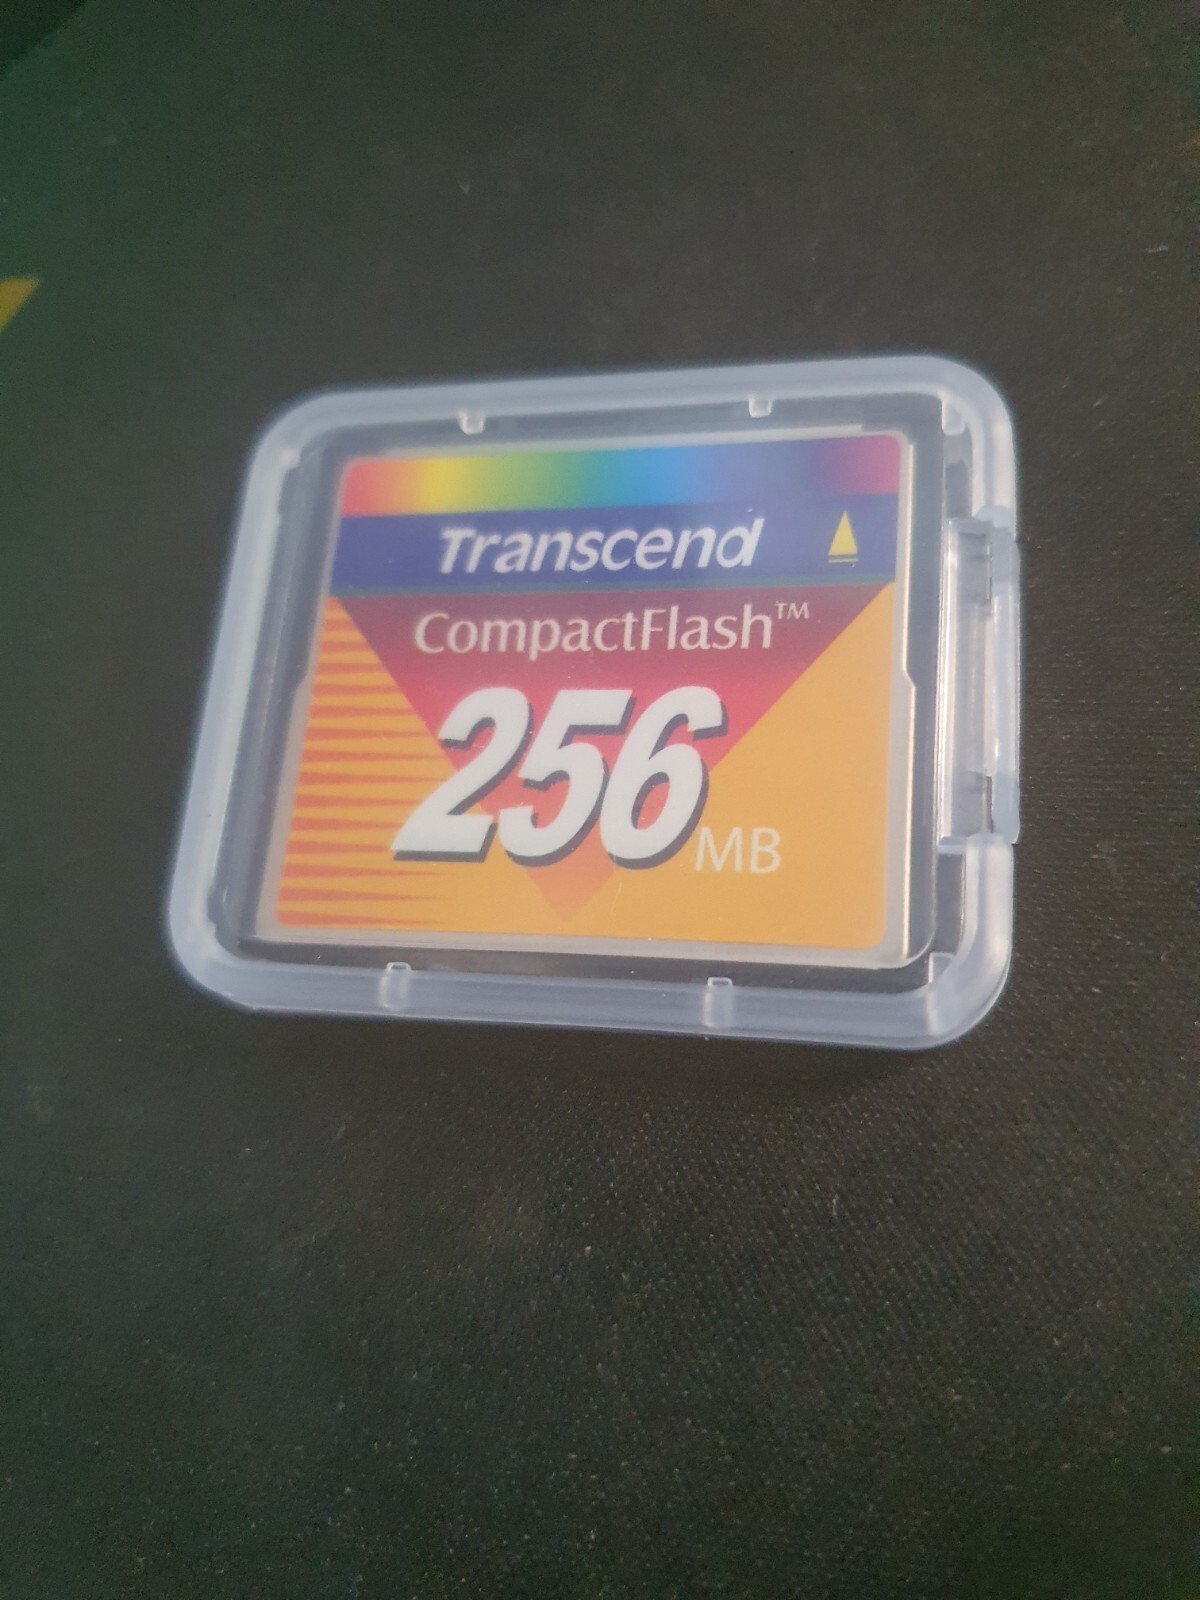 Transcend
CompactFlash™
256 MB